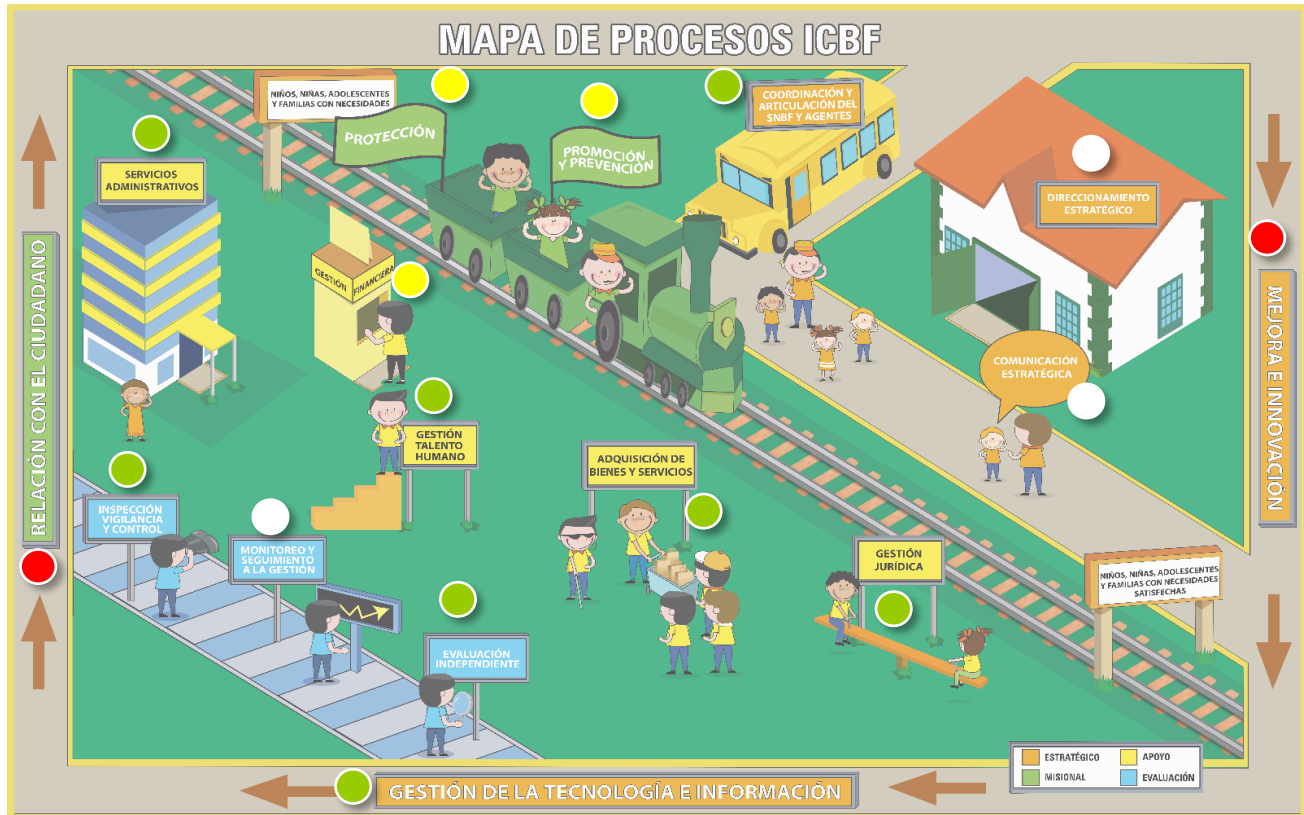 MAPA DE PROCESOS ICBF
NIÑOS, NIÑAS, ADOLESCENTES
Y FAMILIAS CON NECESIDADES
PROTECCIÓN
PROMOCIÓN
Y PREVENCIÓN
COORDINACIÓN Y
ARTICULACIÓN DEL
SNBF Y AGENTES
SERVICIOS
ADMINISTRATIVOS
DIRECCIONAMIENTO
ESTRATÉGICO
GESTIÓN
FINANCIERA
RELACIÓN CON EL CIUDADANO
MEJORA E INNOVACIÓN
COMUNICACIÓN
ESTRATÉGICA
GESTIÓN
TALENTO
HUMANO
ADQUISICIÓN DE
BIENES Y SERVICIOS
INSPECCIÓN
VIGILANCIA
Y CONTROL
MONITOREO Y
SEGUIMIENTO
A LA GESTIÓN
GESTIÓN
JURÍDICA
NIÑOS, NIÑAS, ADOLESCENTES
Y FAMILIAS CON NECESIDADES
SATISFECHAS
EVALUACIÓN
INDEPENDIENTE
ESTRATÉGICO
APOYO
MISIONAL
EVALUACIÓN
GESTIÓN DE LA TECNOLOGÍA E INFORMACIÓN